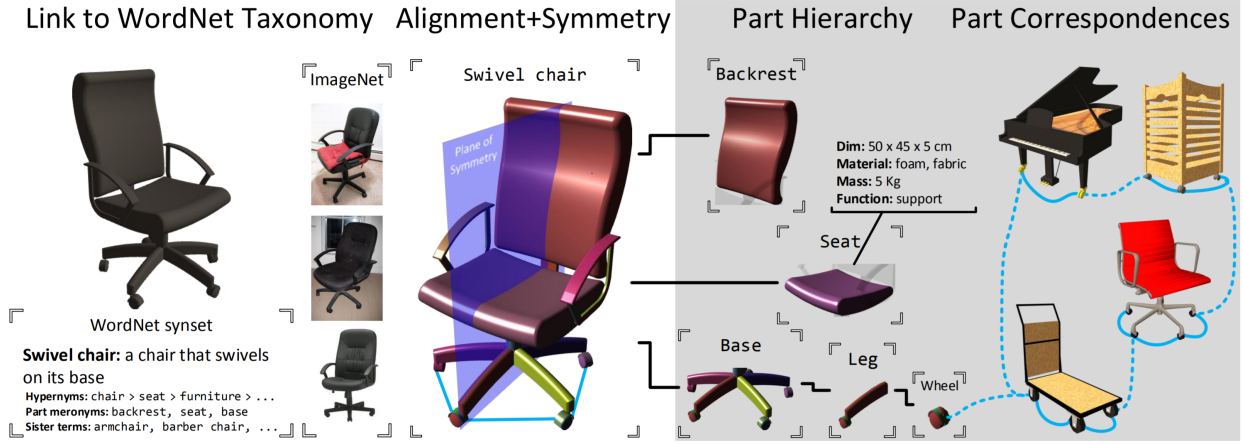 Link to WordNet Taxonomy
Alignment+Symmetry
Part Hierarchy
Part Correspondences
ImageNet
WordNet synset
Swivel chair: a chair that swivels
on its base
Hypernyms: chair > seat > furniture > ...
Part meronyms: backrest, seat, base
Sister terms: armchair, barber chair, ...
Swivel chair
Plane of
Symmetry
Backrest
Dim: 50 x 45 x 5 cm
Material: foam, fabric
Mass: 5 Kg
Function: support
Seat
Base
Leg
Wheel